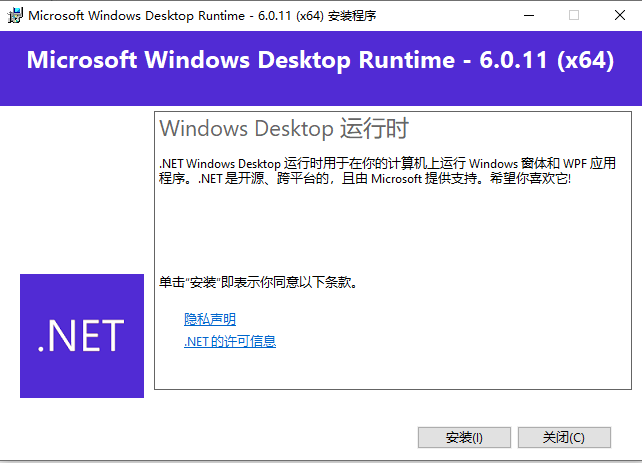 Microsoft Windows Desktop Runtime - 6.0.11 (x64) 安装程序
Microsoft Windows Desktop Runtime - 6.0.11 (x64)
Windows Desktop 运行时
.NET Windows Desktop 运行时用于在你的计算机上运行 Windows 窗体和 WPF 应用
程序。.NET 是开源、跨平台的，且由 Microsoft 提供支持。希望你喜欢它!
单击“安装”即表示你同意以下条款。
隐私声明
.NET 的许可信息
.NET
安装(I)
关闭(C)